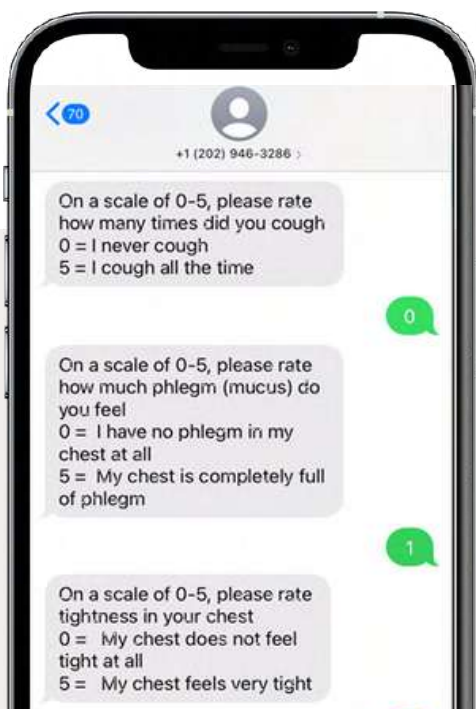 70
+1 (202) 946-3286 >
On a scale of 0-5, please rate
how many times did you cough
0 = I never cough
5 = I cough all the time
0
On a scale of 0-5, please rate
how much phlegm (mucus) do
you feel
0 = I have no phlegm in my
chest at all
5 = My chest is completely full
of phlegm
1
On a scale of 0-5, please rate
tightness in your chest
0 = My chest does not feel
tight at all
5 = My chest feels very tight